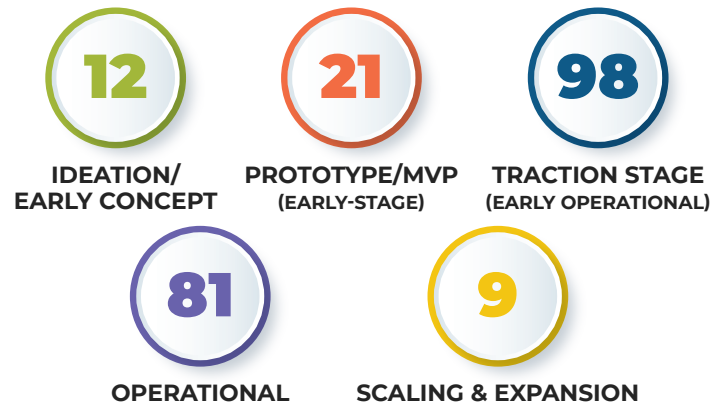 12
IDEATION/
EARLY CONCEPT
21
PROTOTYPE/MVP
(EARLY-STAGE)
98
TRACTION STAGE
(EARLY OPERATIONAL)
81
OPERATIONAL
9
SCALING & EXPANSION